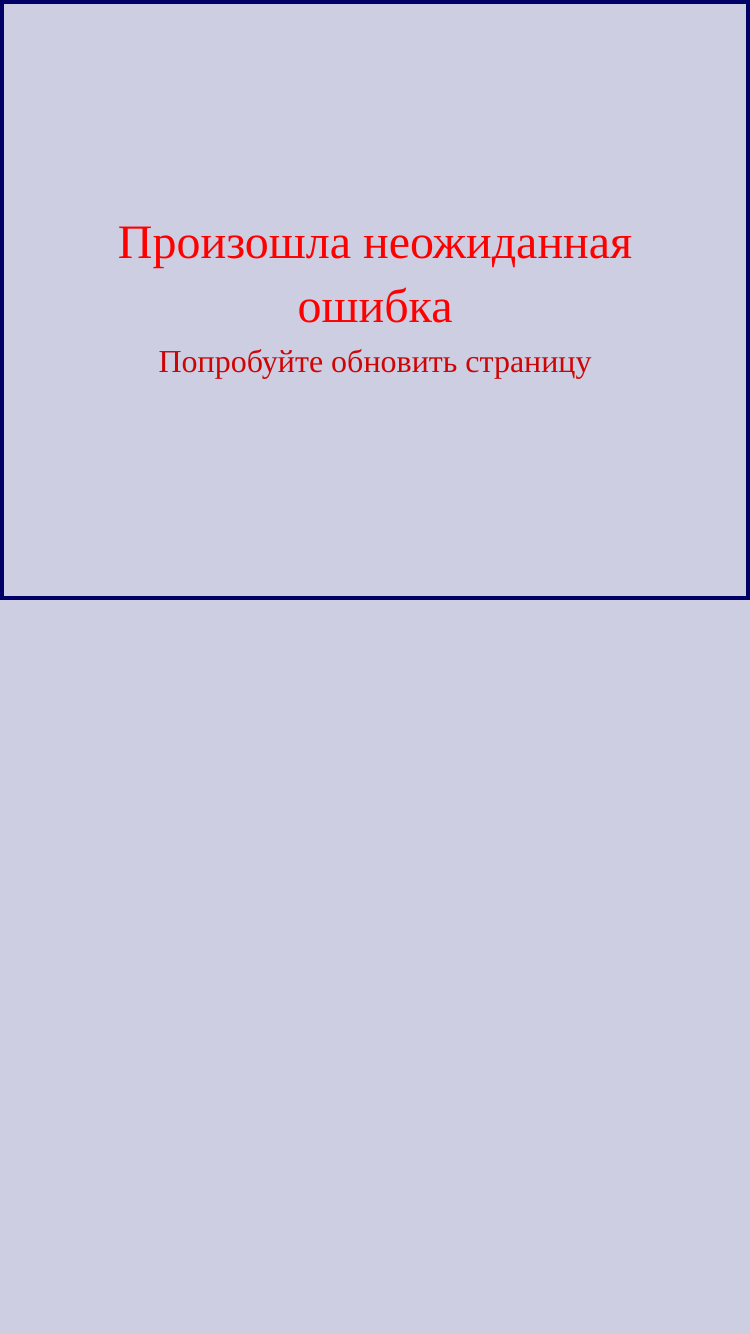 Произошла неожиданная
ошибка
Попробуйте обновить страницу